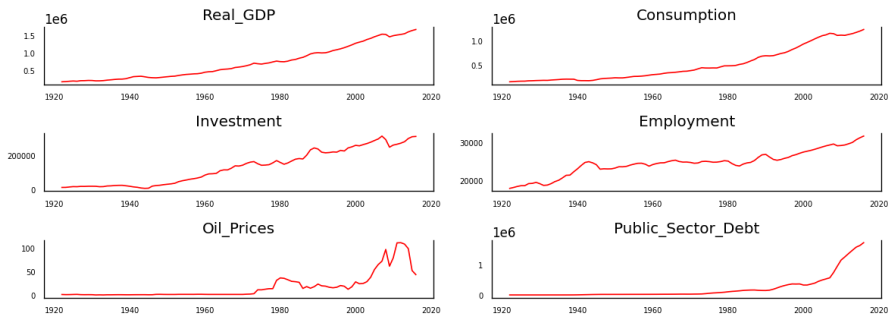 Real_GDP
1e6
1.5
1.0
0.5
1920 1940 1960 1980 2000 2020
Consumption
1e6
1.0
0.5
1920 1940 1960 1980 2000 2020
Investment
200000
0
1920 1940 1960 1980 2000 2020
Employment
30000
20000
1920 1940 1960 1980 2000 2020
Oil_Prices
100
50
0
1920 1940 1960 1980 2000 2020
Public_Sector_Debt
1e6
1
0
1920 1940 1960 1980 2000 2020